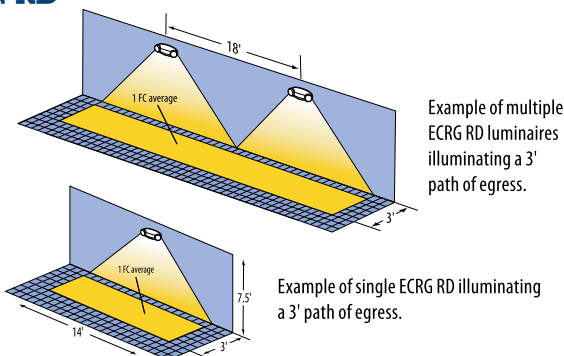 RD
18'
1 FC average
Example of multiple
ECRG RD luminaires
illuminating a 3'
path of egress.
3'
1 FC average
7.5'
Example of single ECRG RD illuminating
a 3' path of egress.
14'
3'